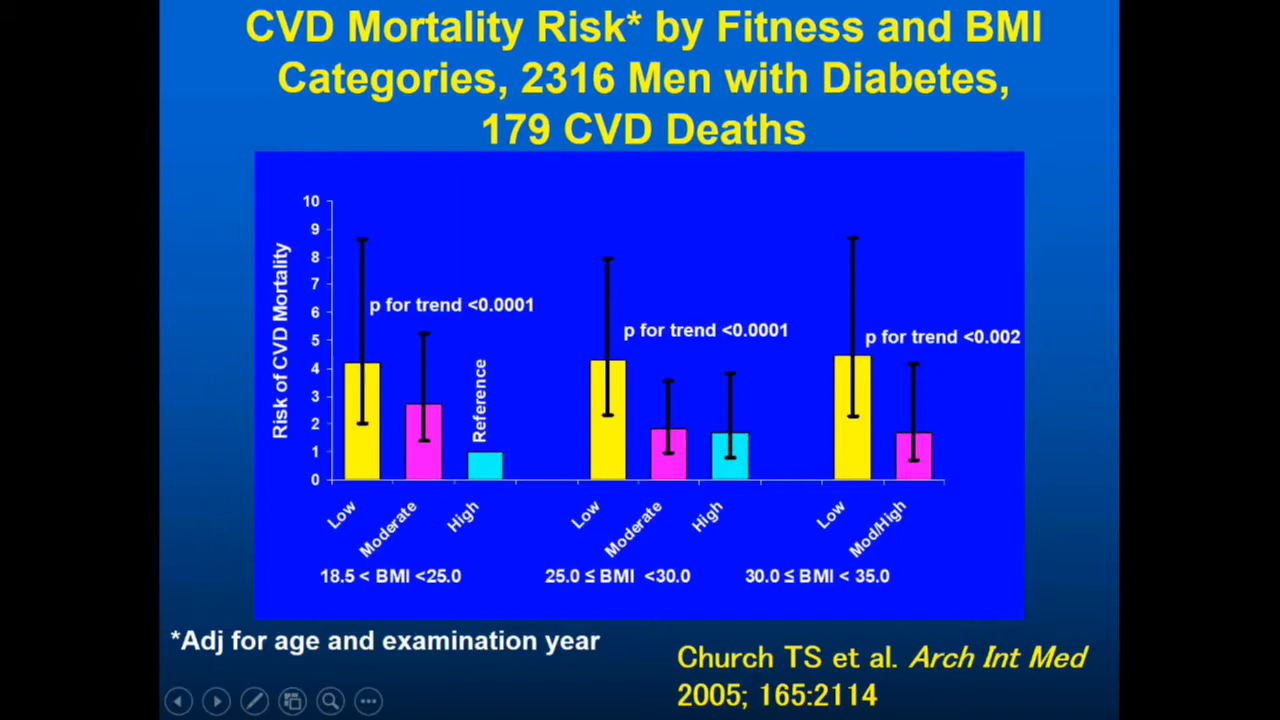 CVD Mortality Risk* by Fitness and BMI
Categories, 2316 Men with Diabetes,
179 CVD Deaths
Risk of CVD Mortality
10
9
8
7
6
5
4
3
2
1
0
p for trend <0.0001
Reference
p for trend <0.0001
p for trend <0.002
Low
Moderate
High
Low
Moderate
High
Low
Mod/High
18.5 < BMI <25.0
25.0 ≤ BMI <30.0
30.0 ≤ BMI < 35.0
*Adj for age and examination year
Church TS et al. Arch Int Med
2005; 165:2114